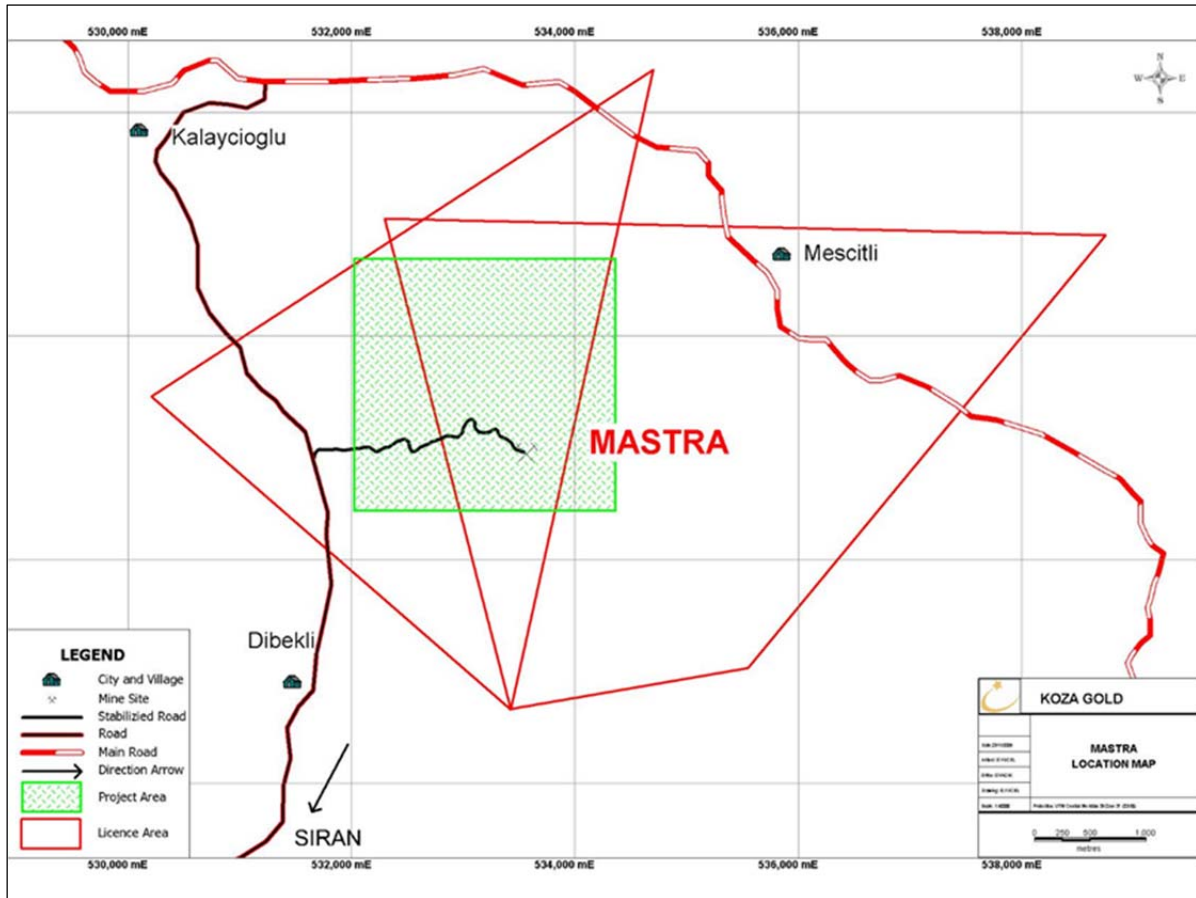 530,000 mE 532,000 mE 534,000 mE 536,000 mE 538,000 mE
N
W E
S
Kalaycioglu
Mescitli
MASTRA
Dibekli
SIRAN
LEGEND
City and Village
Mine Site
Stabilizied Road
Road
Main Road
Direction Arrow
Project Area
Licence Area
KOZA GOLD
MASTRA
LOCATION MAP
0 250 500 1,000
metres
530,000 mE 532,000 mE 534,000 mE 536,000 mE 538,000 mE